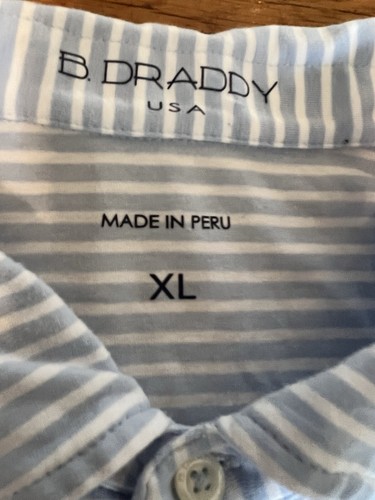 B. DRADDY
USA
MADE IN PERU
XL